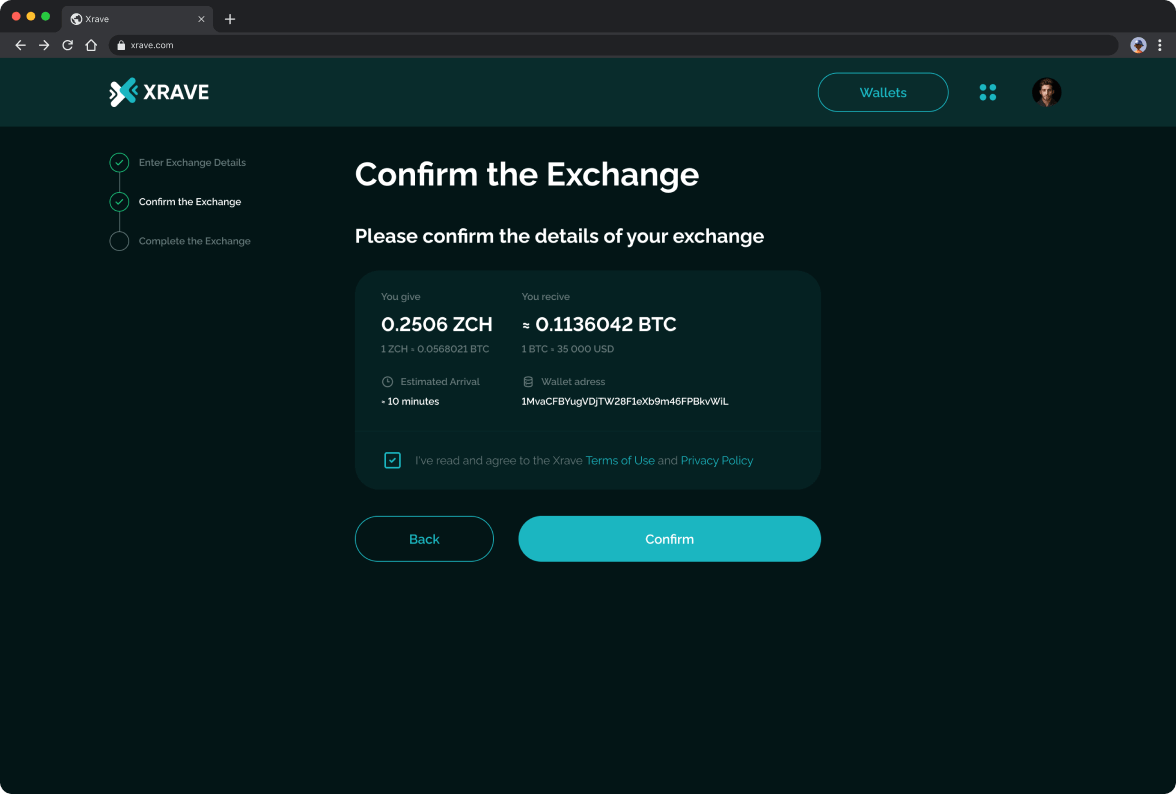 Xrave
xrave.com
XRAVE
Wallets
Enter Exchange Details
Confirm the Exchange
Complete the Exchange
Confirm the Exchange
Please confirm the details of your exchange
You give
You recive
0.2506 ZCH
≈ 0.1136042 BTC
1 ZCH ≈ 0.0568021 BTC
1 BTC ≈ 35 000 USD
Estimated Arrival
Wallet adress
≈ 10 minutes
1MvaCFBYugVDjTW28F1eXb9m46FPBkvWiL
I've read and agree to the Xrave Terms of Use and Privacy Policy
Back
Confirm